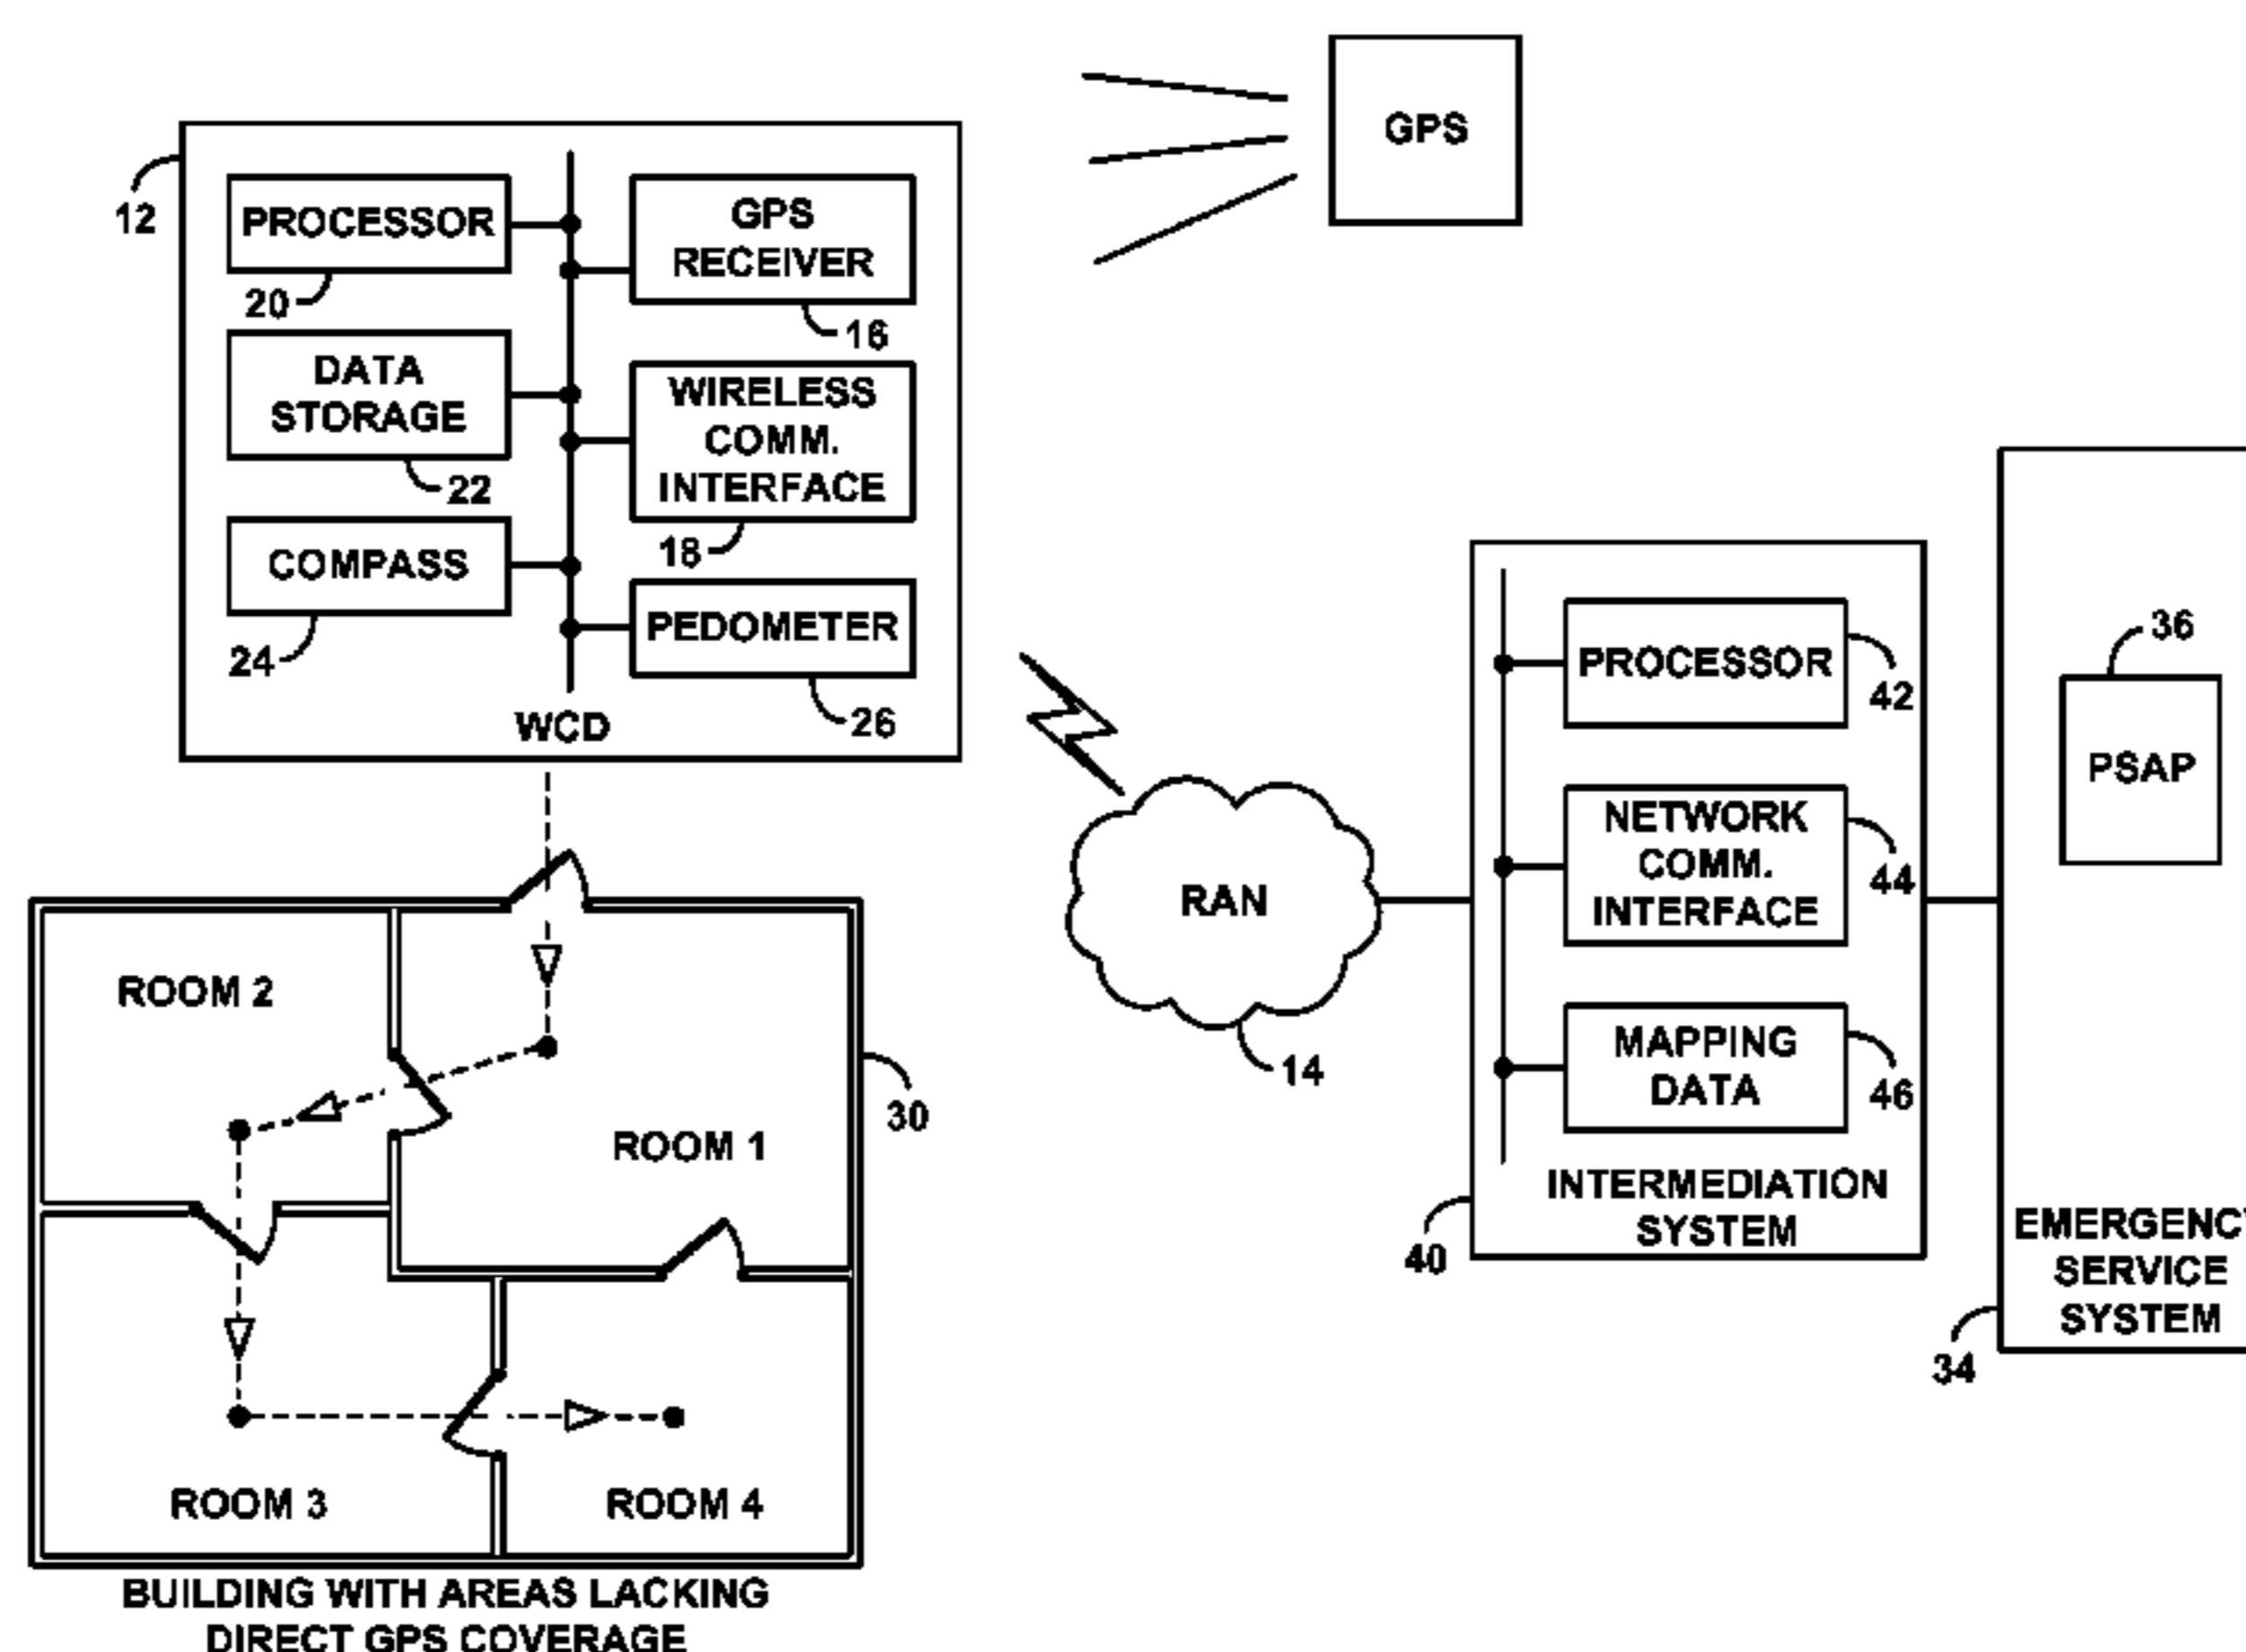 GPS
12
PROCESSOR
20
GPS
RECEIVER
16
DATA
STORAGE
22
WIRELESS
COMM.
INTERFACE
18
COMPASS
24
PEDOMETER
26
WCD
ROOM 2
ROOM 1
30
ROOM 3
ROOM 4
BUILDING WITH AREAS LACKING
DIRECT GPS COVERAGE
RAN
14
PROCESSOR
42
NETWORK
COMM.
INTERFACE
44
MAPPING
DATA
46
INTERMEDIATION
SYSTEM
40
36
PSAP
EMERGENCY
SERVICE
SYSTEM
34